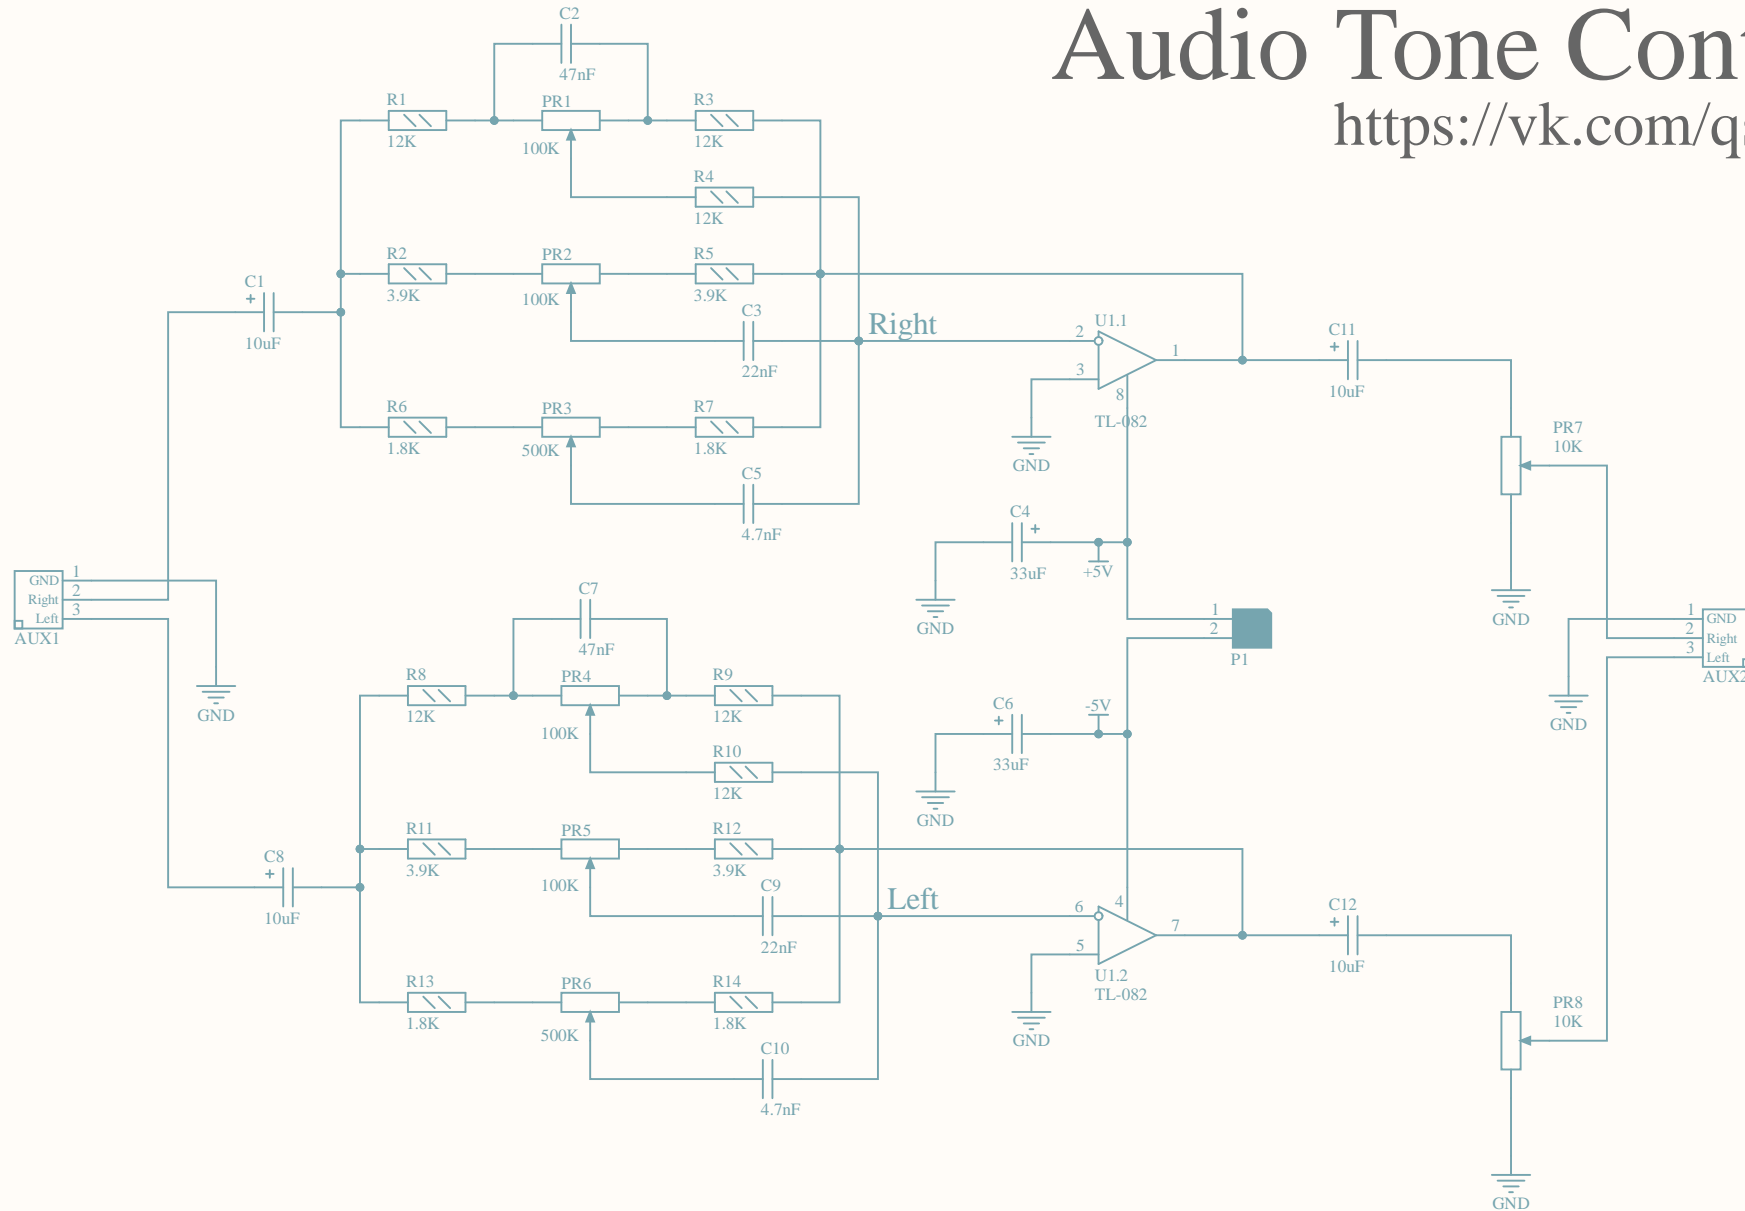 Audio Tone Con
https://vk.com/q
C2
47nF
R1
12K
PR1
100K
R3
12K
R4
12K
R2
3.9K
PR2
100K
R5
3.9K
C1
+
10uF
C3
22nF
Right
R6
1.8K
PR3
500K
R7
1.8K
C5
4.7nF
2
3
U1.1
1
8
TL-082
GND
C11
+
10uF
PR7
10K
GND
C4
+
33uF
+5V
GND
1
2
P1
C6
+
33uF
-5V
GND
GND 1
Right 2
Left 3
AUX1
GND
1 GND
2 Right
3 Left
AUX2
GND
C7
47nF
R8
12K
PR4
100K
R9
12K
R10
12K
R11
3.9K
PR5
100K
R12
3.9K
C8
+
10uF
C9
22nF
Left
R13
1.8K
PR6
500K
R14
1.8K
C10
4.7nF
6
5
4
7
U1.2
TL-082
GND
C12
+
10uF
PR8
10K
GND